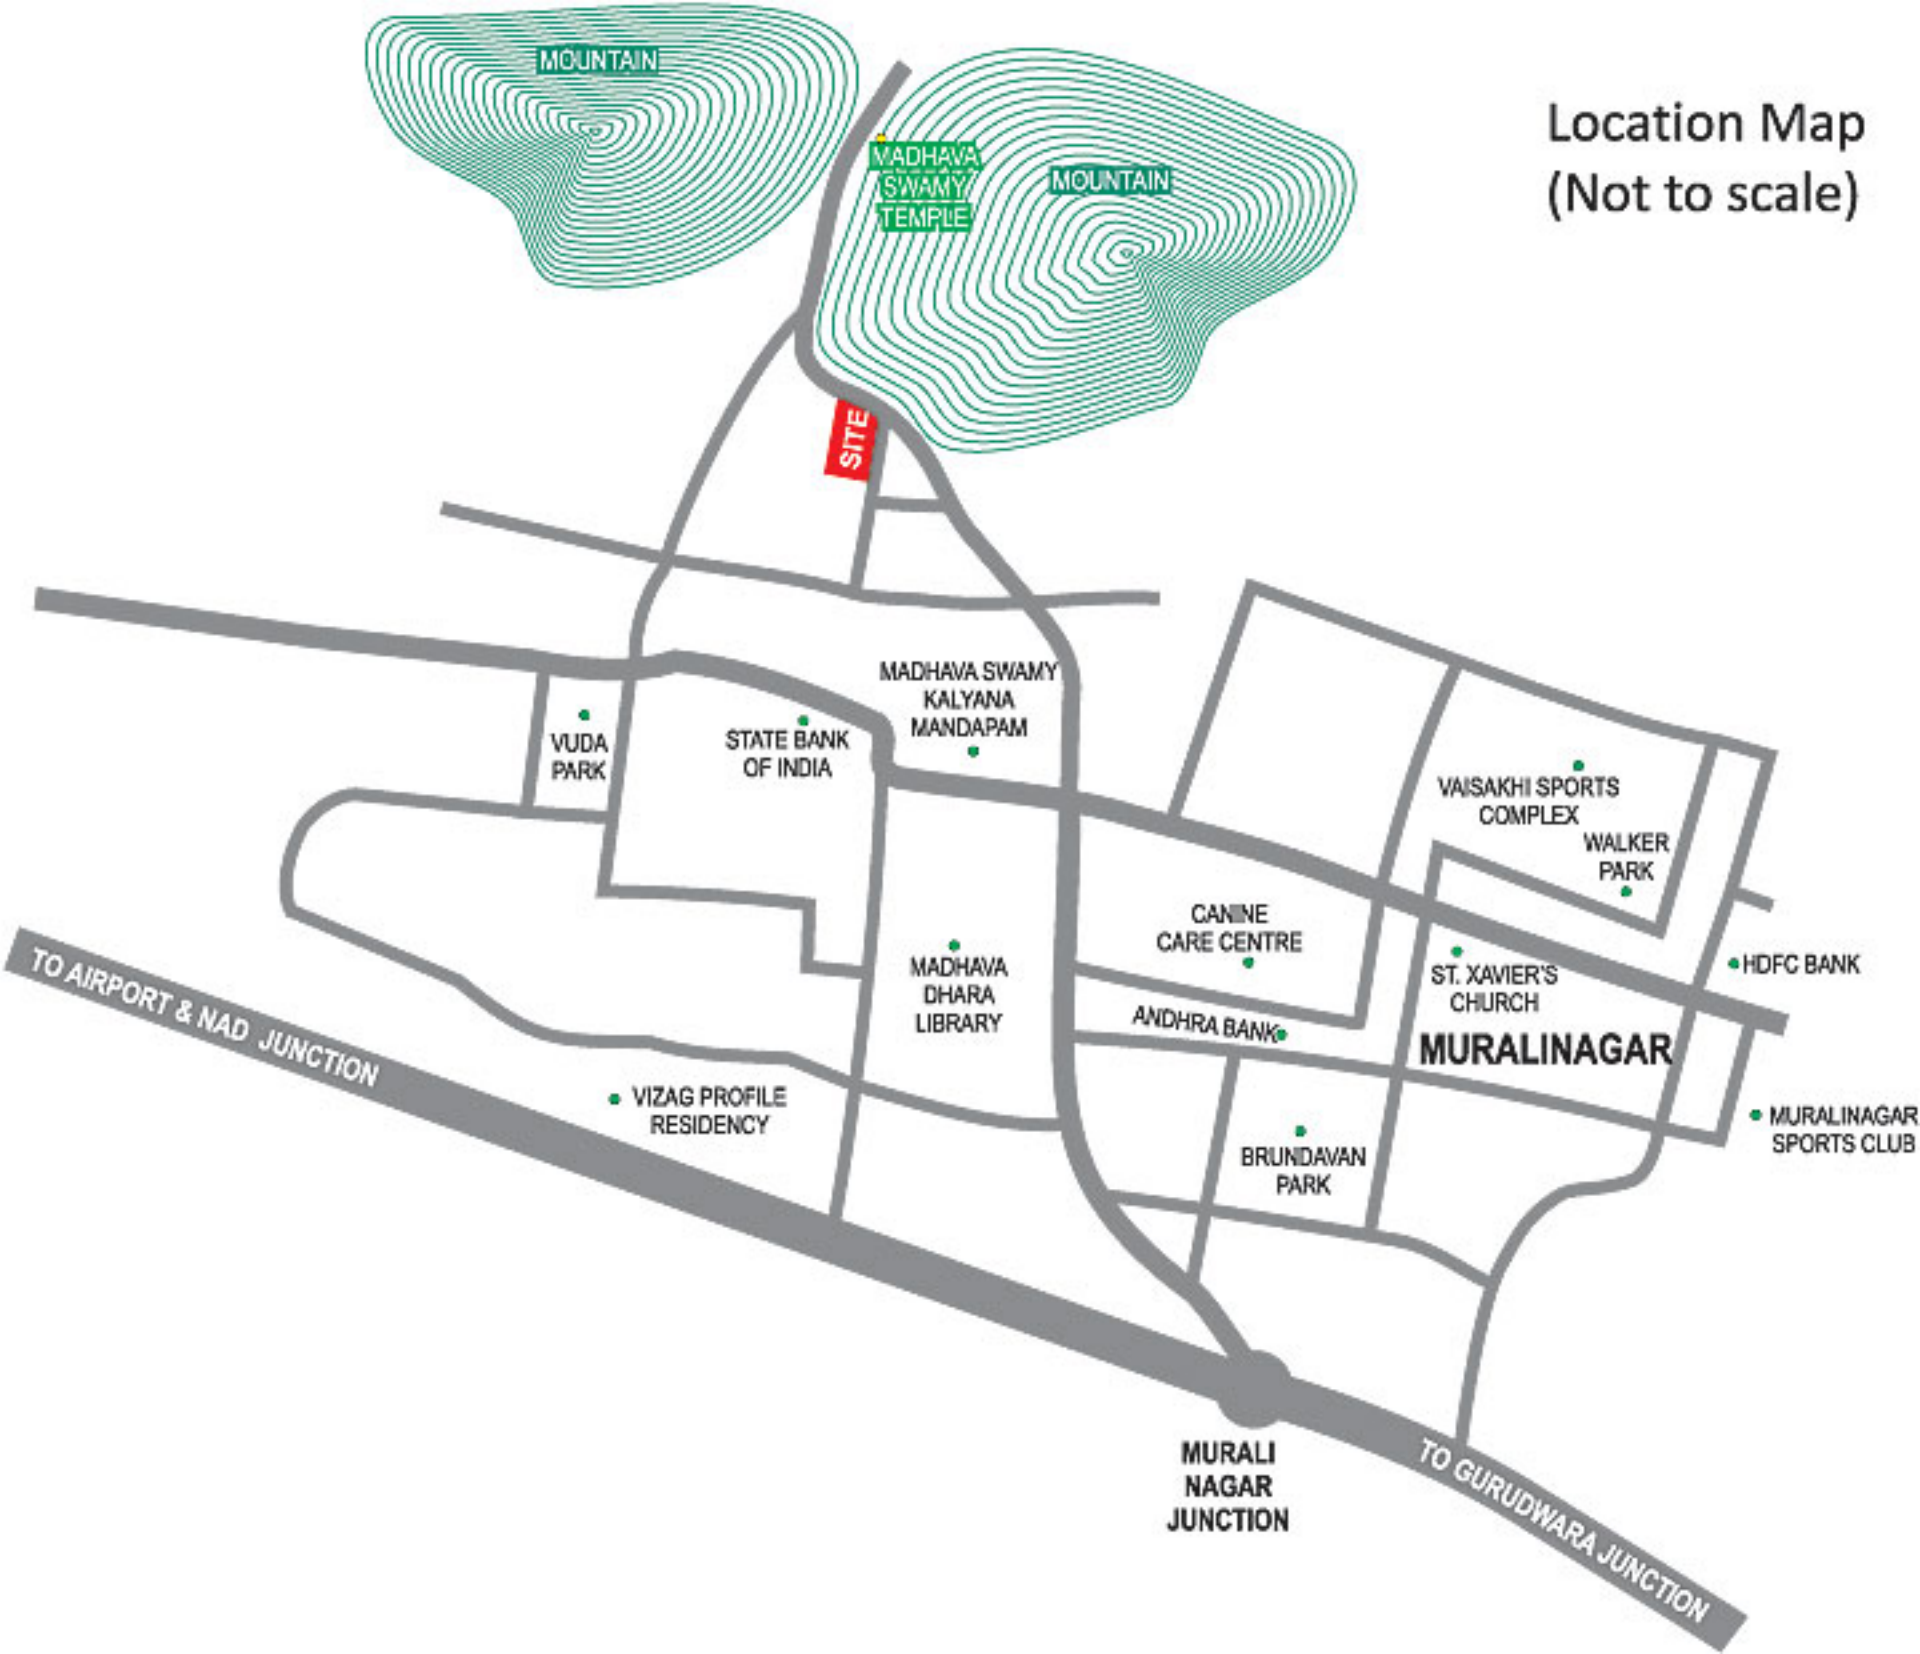 MOUNTAIN
Location Map
(Not to scale)
MADHAVA
SWAMY
TEMPLE
MOUNTAIN
SITE
MADHAVA SWAMY
KALYANA
MANDAPAM
STATE BANK
OF INDIA
VUDA
PARK
VAISAKHI SPORTS
COMPLEX
WALKER
PARK
CANINE
CARE CENTRE
HDFC BANK
ST. XAVIER'S
CHURCH
MADHAVA
DHARA
LIBRARY
ANDHRA BANK
MURALINAGAR
TO AIRPORT & NAD JUNCTION
VIZAG PROFILE
RESIDENCY
MURALINAGAR
SPORTS CLUB
BRUNDAVAN
PARK
MURALI
NAGAR
JUNCTION
TO GURUDWARA JUNCTION